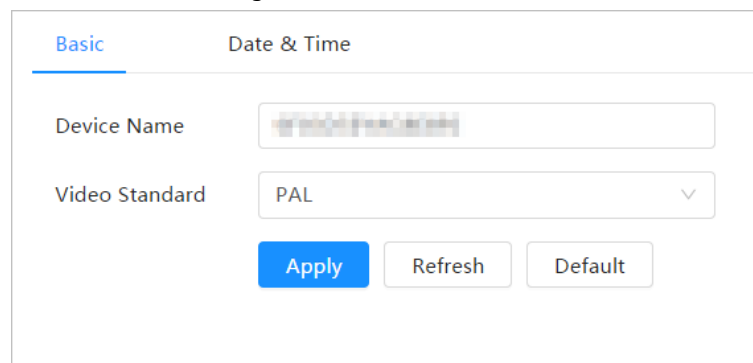 Basic Date & Time
Device Name
Video Standard PAL
Apply Refresh Default